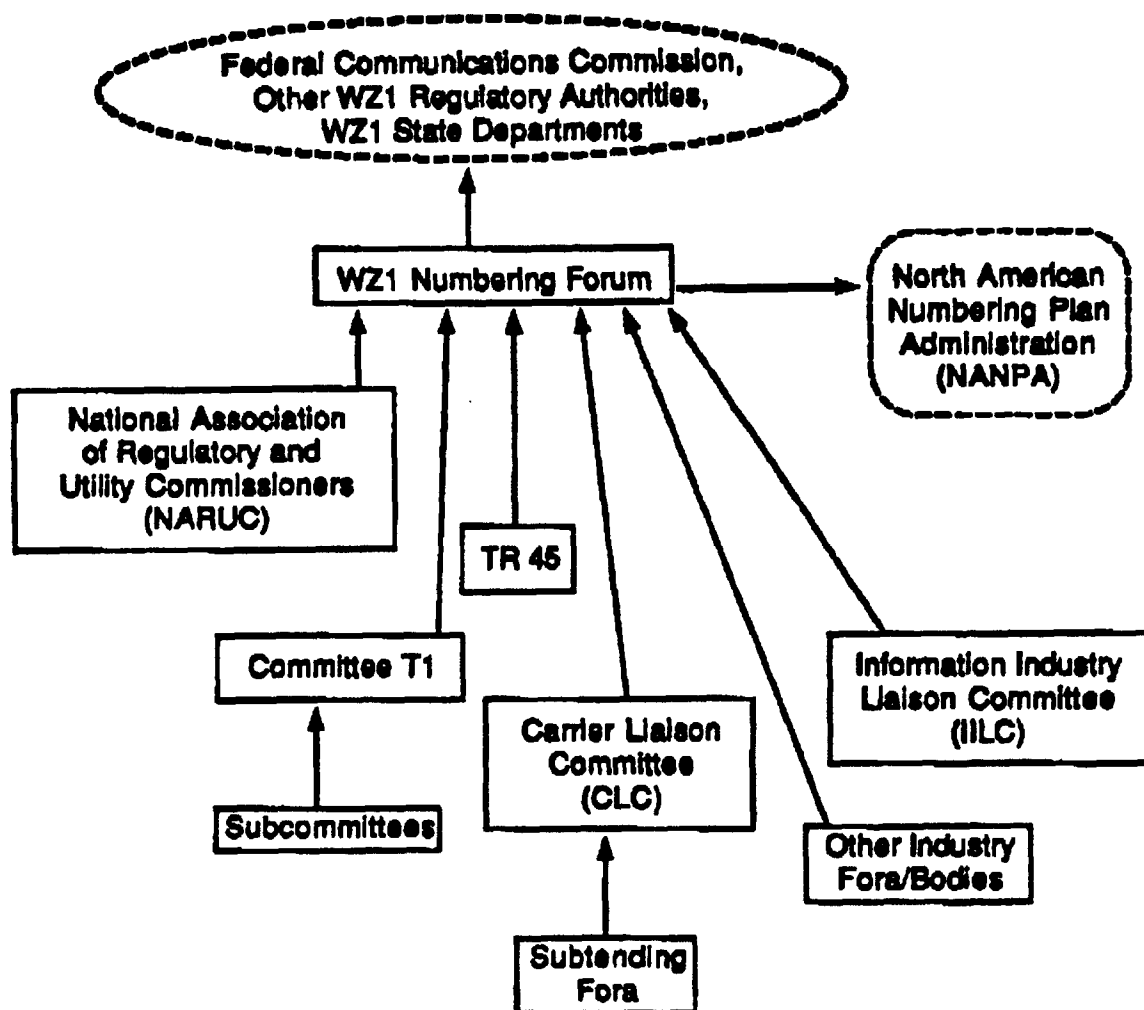 Federal Communications Commission,
Other WZ1 Regulatory Authorities,
WZ1 State Departments
WZ1 Numbering Forum
North American
Numbering Plan
Administration
(NANPA)
National Association
of Regulatory and
Utility Commissioners
(NARUC)
TR 45
Committee T1
Information Industry
Liaison Committee
(IILC)
Carrier Liaison
Committee
(CLC)
Subcommittees
Other Industry
Fora/Bodies
Subtending
Fora